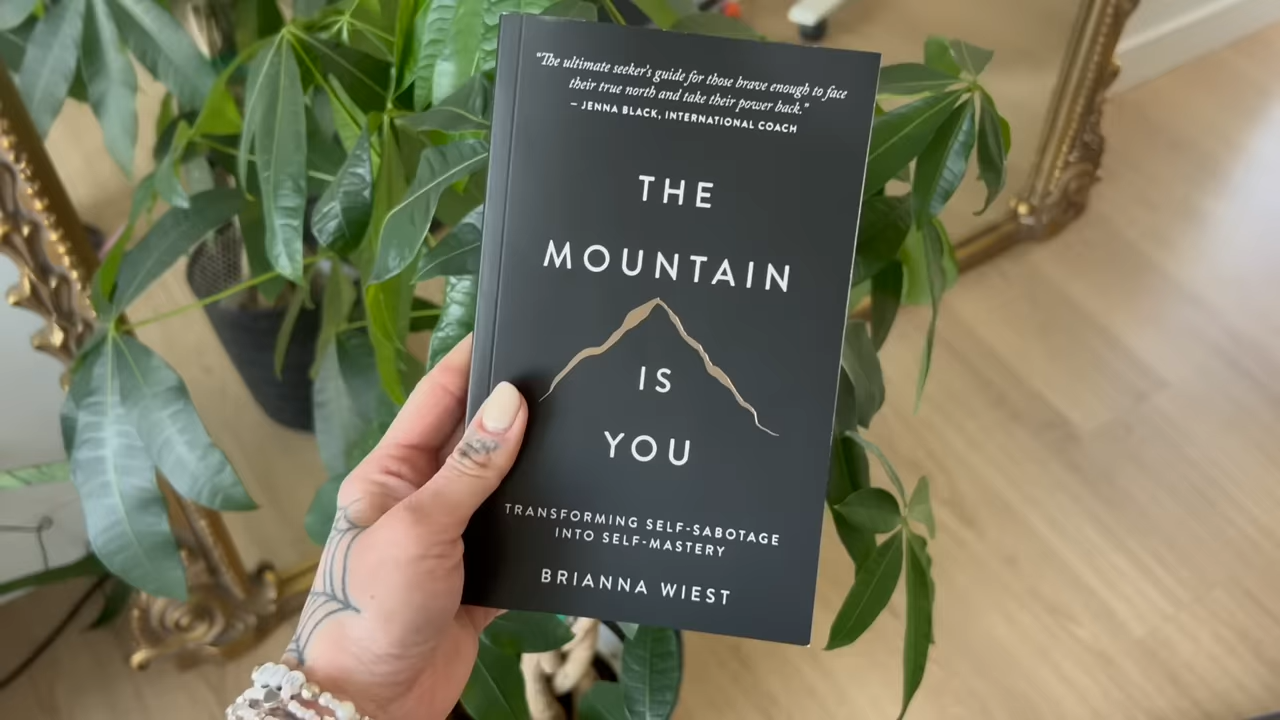 "The ultimate seeker's guide for those brave enough to face
their true north and take their power back."
— JENNA BLACK, INTERNATIONAL COACH
THE
MOUNTAIN
IS
YOU
TRANSFORMING SELF-SABOTAGE
INTO SELF-MASTERY
BRIANNA WIEST